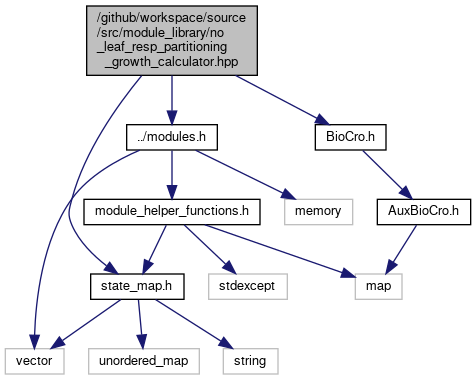 /github/workspace/source
/src/module_library/no
_leaf_resp_partitioning
_growth_calculator.hpp
../modules.h
BioCro.h
module_helper_functions.h
memory
AuxBioCro.h
state_map.h
stdexcept
map
vector
unordered_map
string